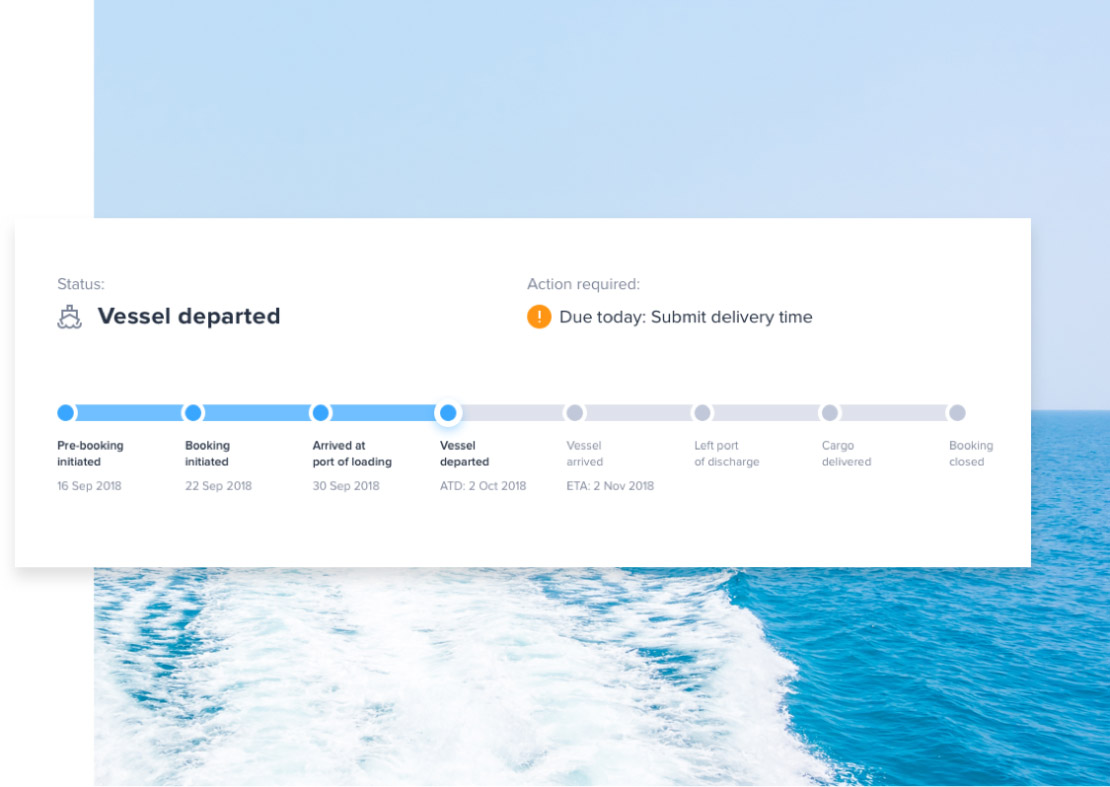 Status:
Vessel departed
Action required:
! Due today: Submit delivery time
Pre-booking
initiated
16 Sep 2018
Booking
initiated
22 Sep 2018
Arrived at
port of loading
30 Sep 2018
Vessel
departed
ATD: 2 Oct 2018
Vessel
arrived
ETA: 2 Nov 2018
Left port
of discharge
Cargo
delivered
Booking
closed